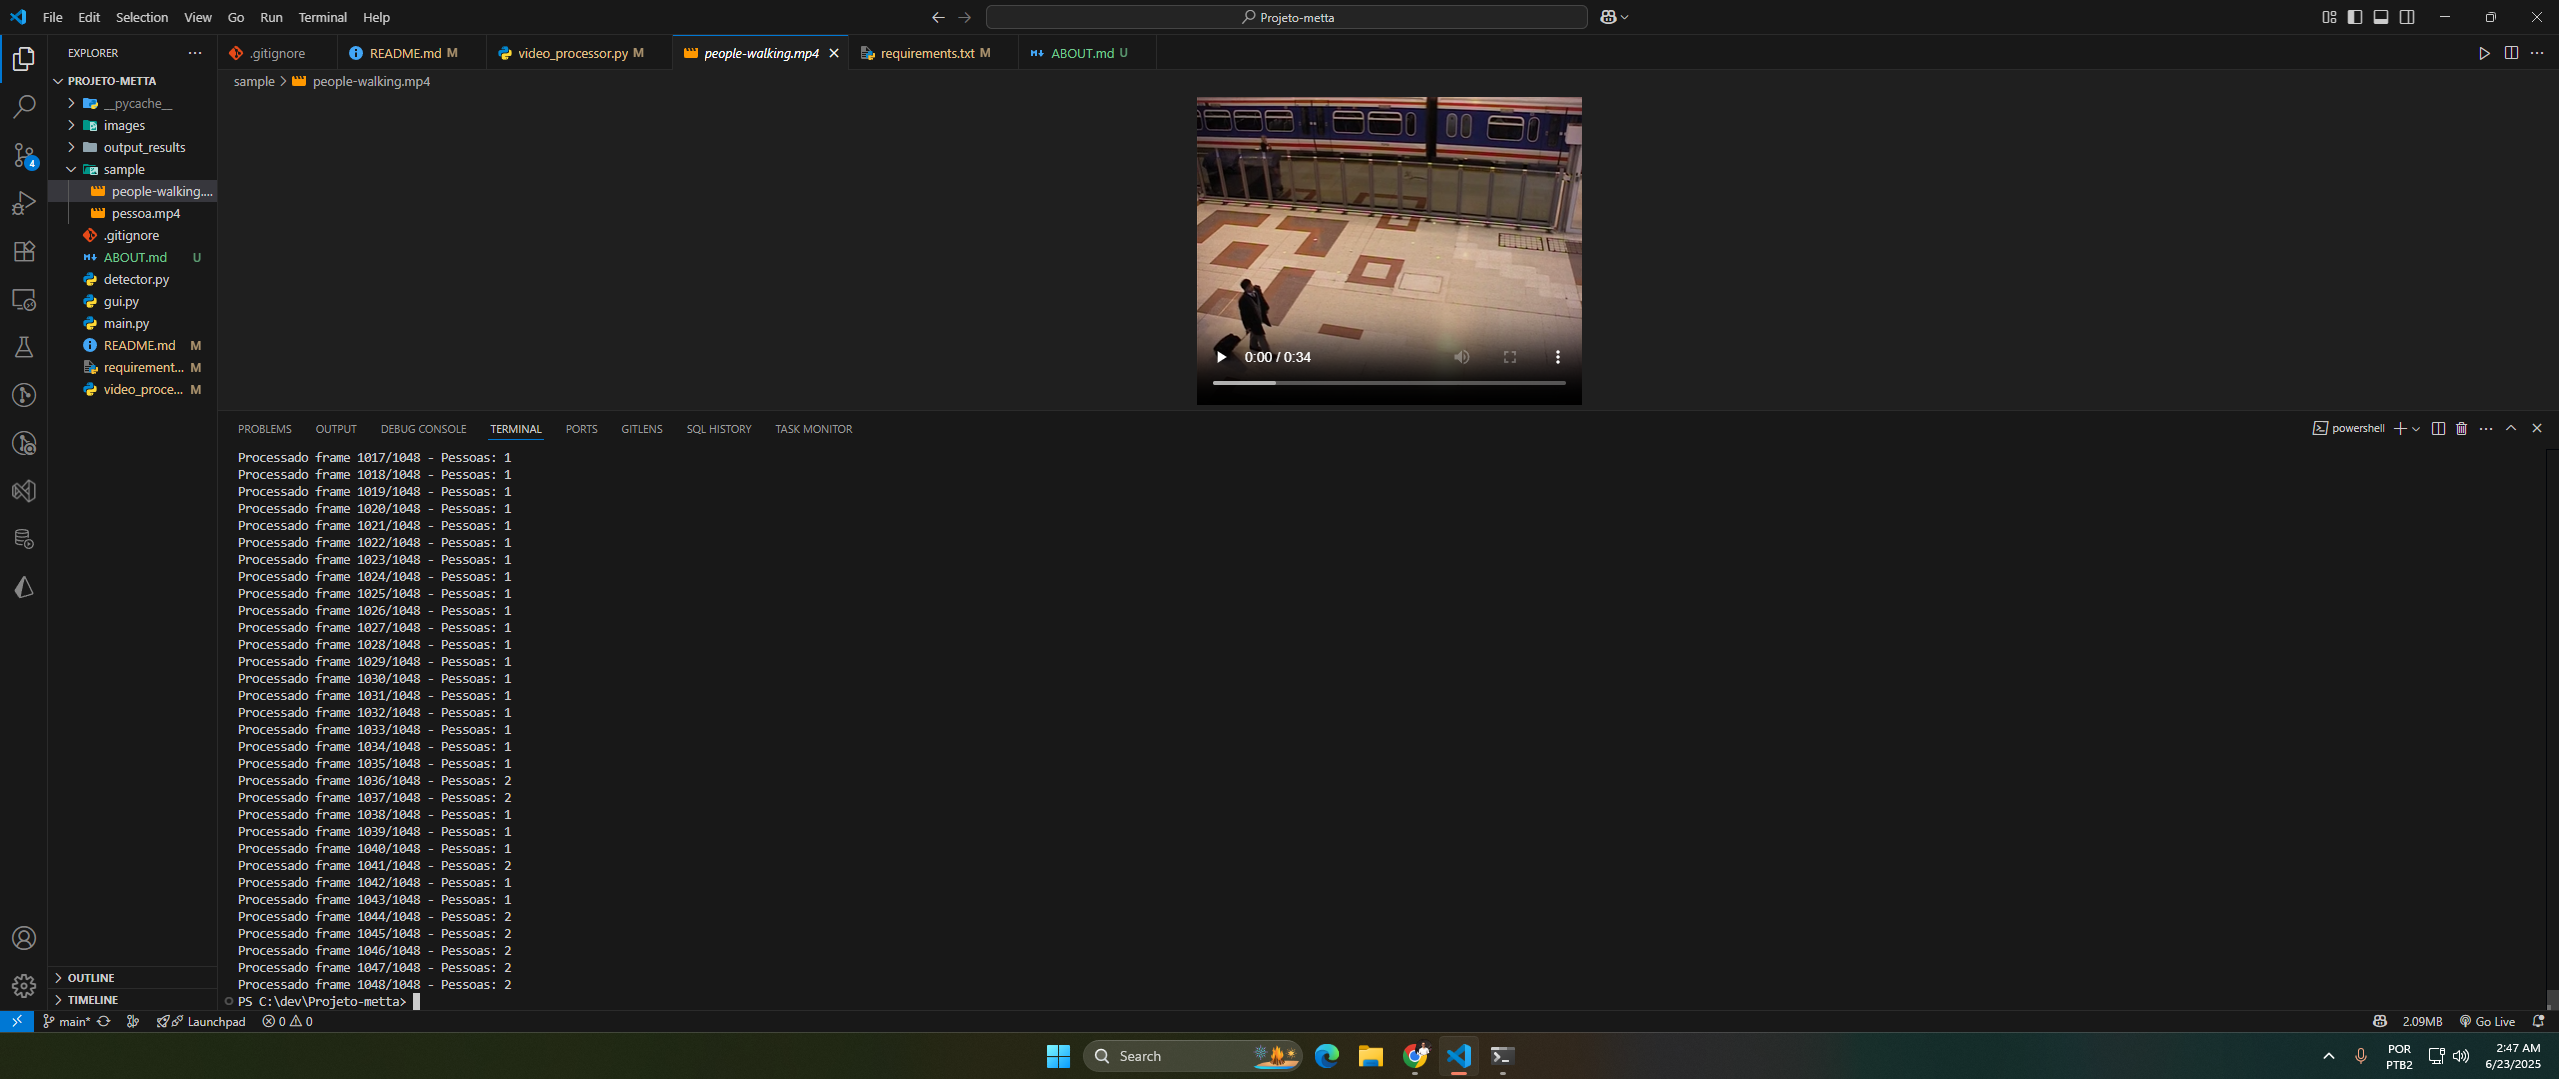 File Edit Selection View Go Run Terminal Help
Projeto-metta
EXPLORER
PROJETO-METTA
__pycache__
images
output_results
sample
people-walking....
pessoa.mp4
.gitignore
ABOUT.md U
detector.py
gui.py
main.py
README.md M
requirement... M
video_proce... M
OUTLINE
TIMELINE
4
.gitignore README.md M video_processor.py M people-walking.mp4 requirements.txt M ABOUT.md U
sample > people-walking.mp4
0:00 / 0:34
PROBLEMS OUTPUT DEBUG CONSOLE TERMINAL PORTS GITLENS SQL HISTORY TASK MONITOR
powershell
Processado frame 1017/1048 - Pessoas: 1
Processado frame 1018/1048 - Pessoas: 1
Processado frame 1019/1048 - Pessoas: 1
Processado frame 1020/1048 - Pessoas: 1
Processado frame 1021/1048 - Pessoas: 1
Processado frame 1022/1048 - Pessoas: 1
Processado frame 1023/1048 - Pessoas: 1
Processado frame 1024/1048 - Pessoas: 1
Processado frame 1025/1048 - Pessoas: 1
Processado frame 1026/1048 - Pessoas: 1
Processado frame 1027/1048 - Pessoas: 1
Processado frame 1028/1048 - Pessoas: 1
Processado frame 1029/1048 - Pessoas: 1
Processado frame 1030/1048 - Pessoas: 1
Processado frame 1031/1048 - Pessoas: 1
Processado frame 1032/1048 - Pessoas: 1
Processado frame 1033/1048 - Pessoas: 1
Processado frame 1034/1048 - Pessoas: 1
Processado frame 1035/1048 - Pessoas: 1
Processado frame 1036/1048 - Pessoas: 2
Processado frame 1037/1048 - Pessoas: 2
Processado frame 1038/1048 - Pessoas: 1
Processado frame 1039/1048 - Pessoas: 1
Processado frame 1040/1048 - Pessoas: 1
Processado frame 1041/1048 - Pessoas: 2
Processado frame 1042/1048 - Pessoas: 1
Processado frame 1043/1048 - Pessoas: 1
Processado frame 1044/1048 - Pessoas: 2
Processado frame 1045/1048 - Pessoas: 2
Processado frame 1046/1048 - Pessoas: 2
Processado frame 1047/1048 - Pessoas: 2
Processado frame 1048/1048 - Pessoas: 2
PS C:\dev\Projeto-metta>
main* Launchpad 0 0 2.09MB Go Live
Search
POR
PTB2
2:47 AM
6/23/2025